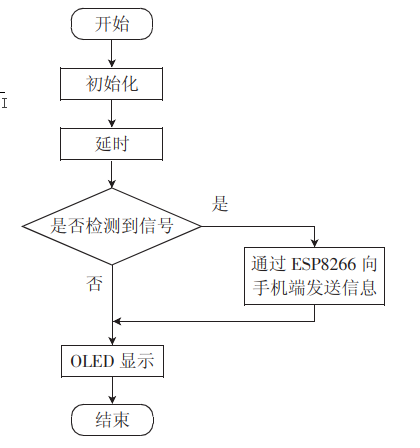 开始
初始化
延时
是否检测到信号
是
通过 ESP8266 向
手机端发送信息
否
OLED 显示
结束